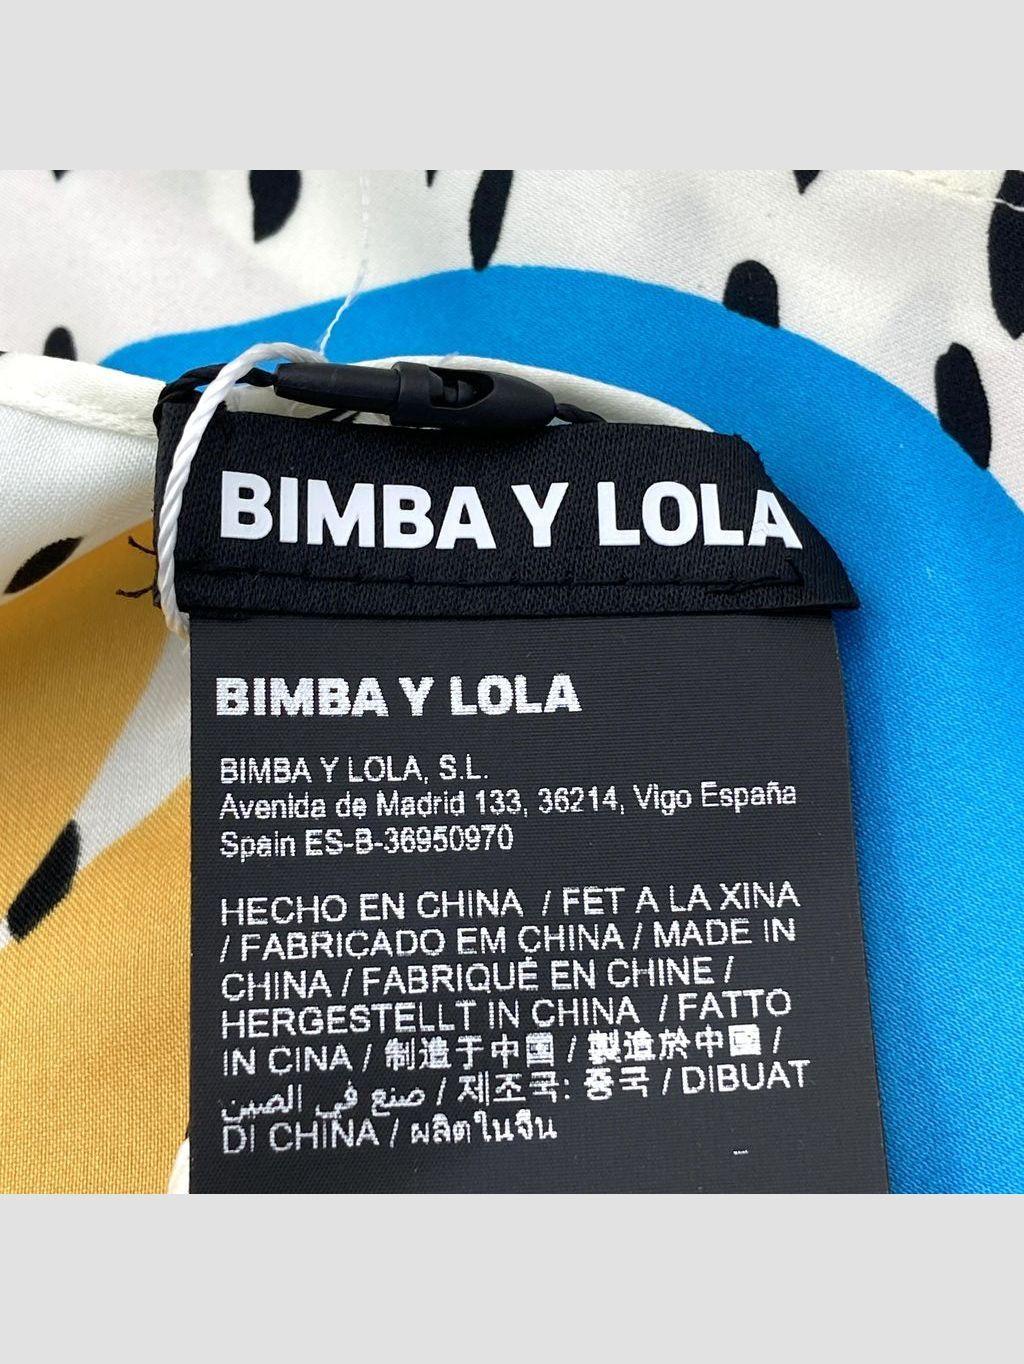 BIMBA Y LOLA
BIMBA Y LOLA
BIMBA Y LOLA, S.L.
Avenida de Madrid 133, 36214, Vigo España
Spain ES-B-36950970
HECHO EN CHINA / FET A LA XINA
/ FABRICADO EM CHINA / MADE IN
CHINA / FABRIQUÉ EN CHINE /
HERGESTELLT IN CHINA / FATTO
IN CINA / 制造于中国 / 製造於中國 /
صنع في الصين / 제조국: 중국 / DIBUAT
DI CHINA / ผลิตในจีน